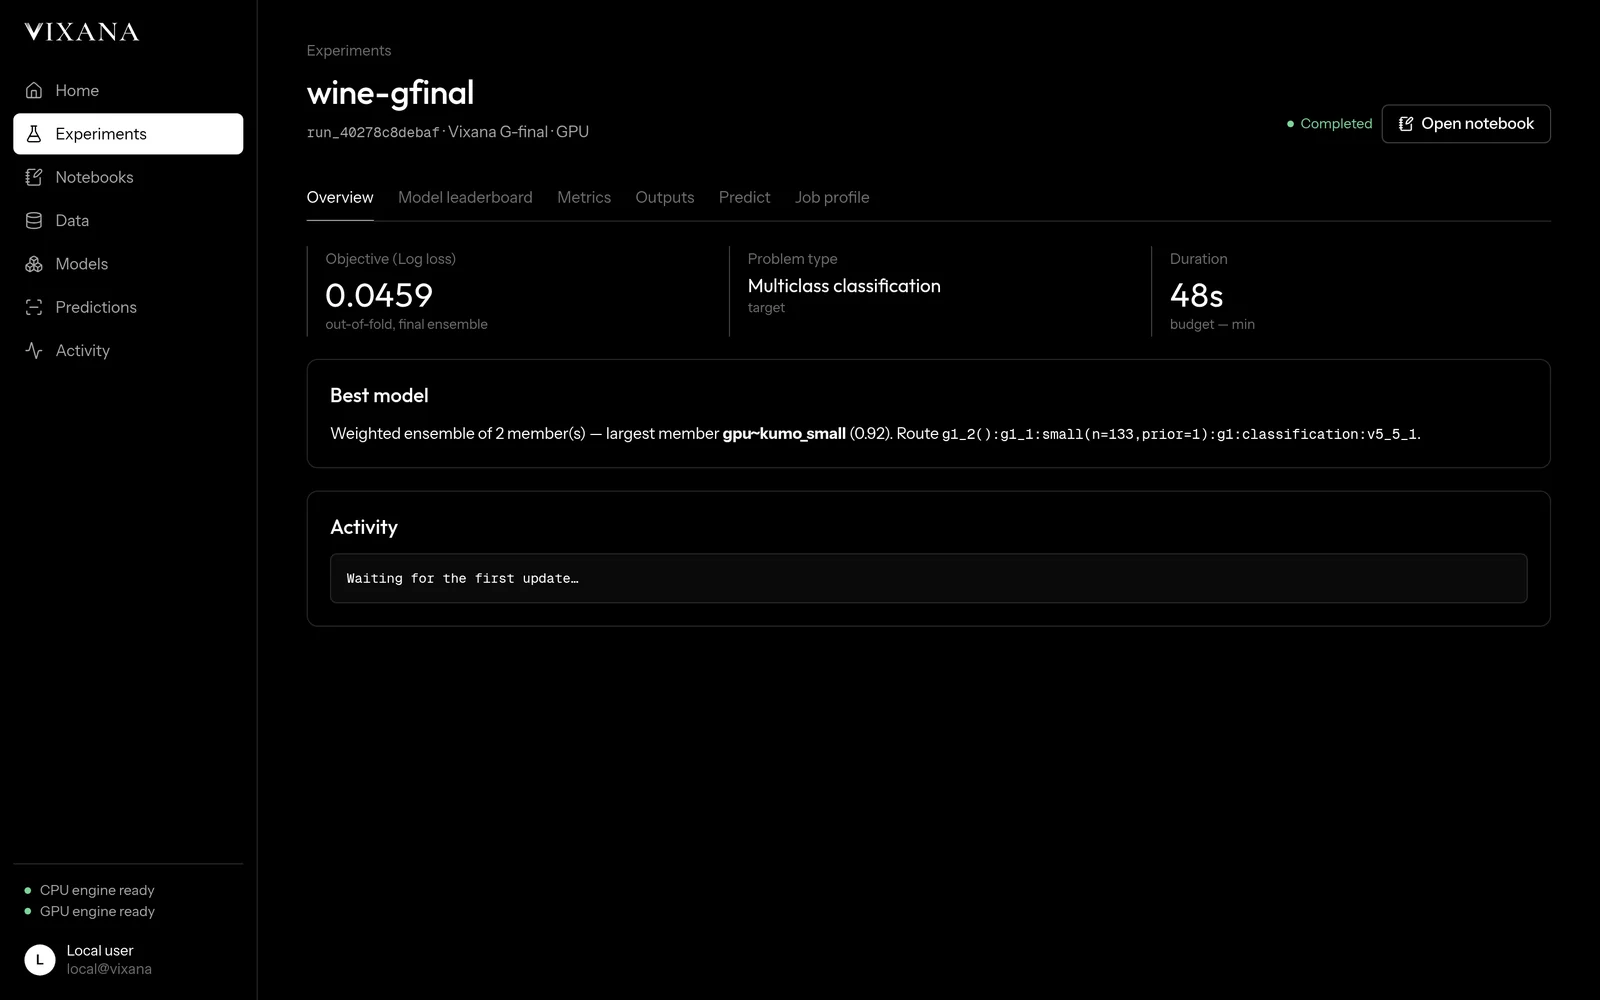 VIXANA
Home
Experiments
Notebooks
Data
Models
Predictions
Activity
CPU engine ready
GPU engine ready
L
Local user
local@vixana
Experiments
wine-gfinal
run_40278c8debaf · Vixana G-final · GPU
Completed
Open notebook
Overview Model leaderboard Metrics Outputs Predict Job profile
Objective (Log loss)
0.0459
out-of-fold, final ensemble
Problem type
Multiclass classification
target
Duration
48s
budget — min
Best model
Weighted ensemble of 2 member(s) — largest member gpu~kumo_small (0.92). Route g1_2():g1_1:small(n=133,prior=1):g1:classification:v5_5_1.
Activity
Waiting for the first update…